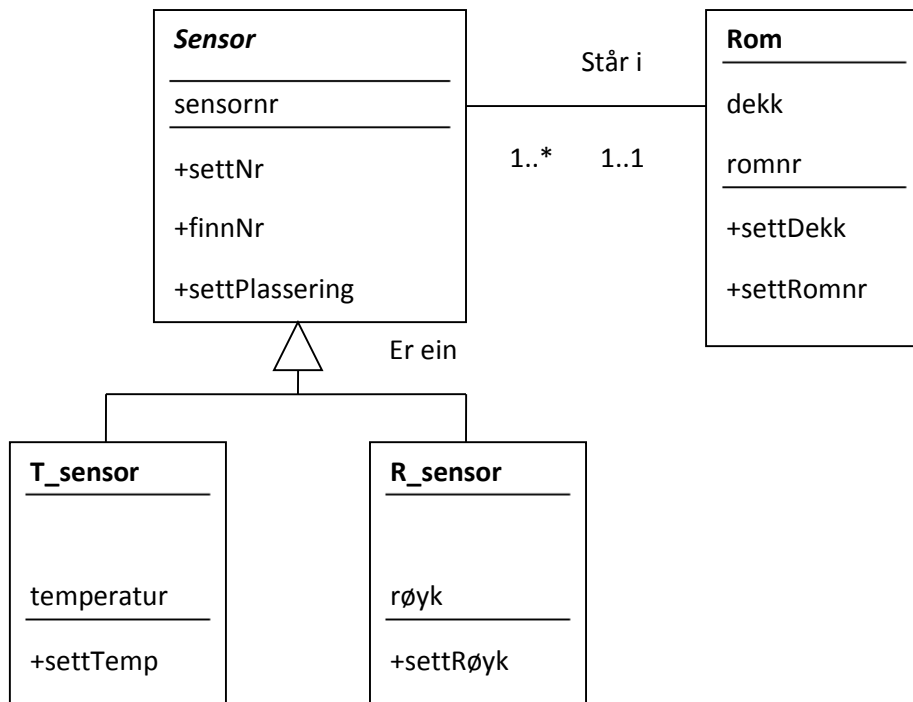 Sensor
sensornr
+settNr
+finnNr
+settPlassering
Står i
1..* 1..1
Rom
dekk
romnr
+settDekk
+settRomnr
Er ein
T_sensor
temperatur
+settTemp
R_sensor
røyk
+settRøyk